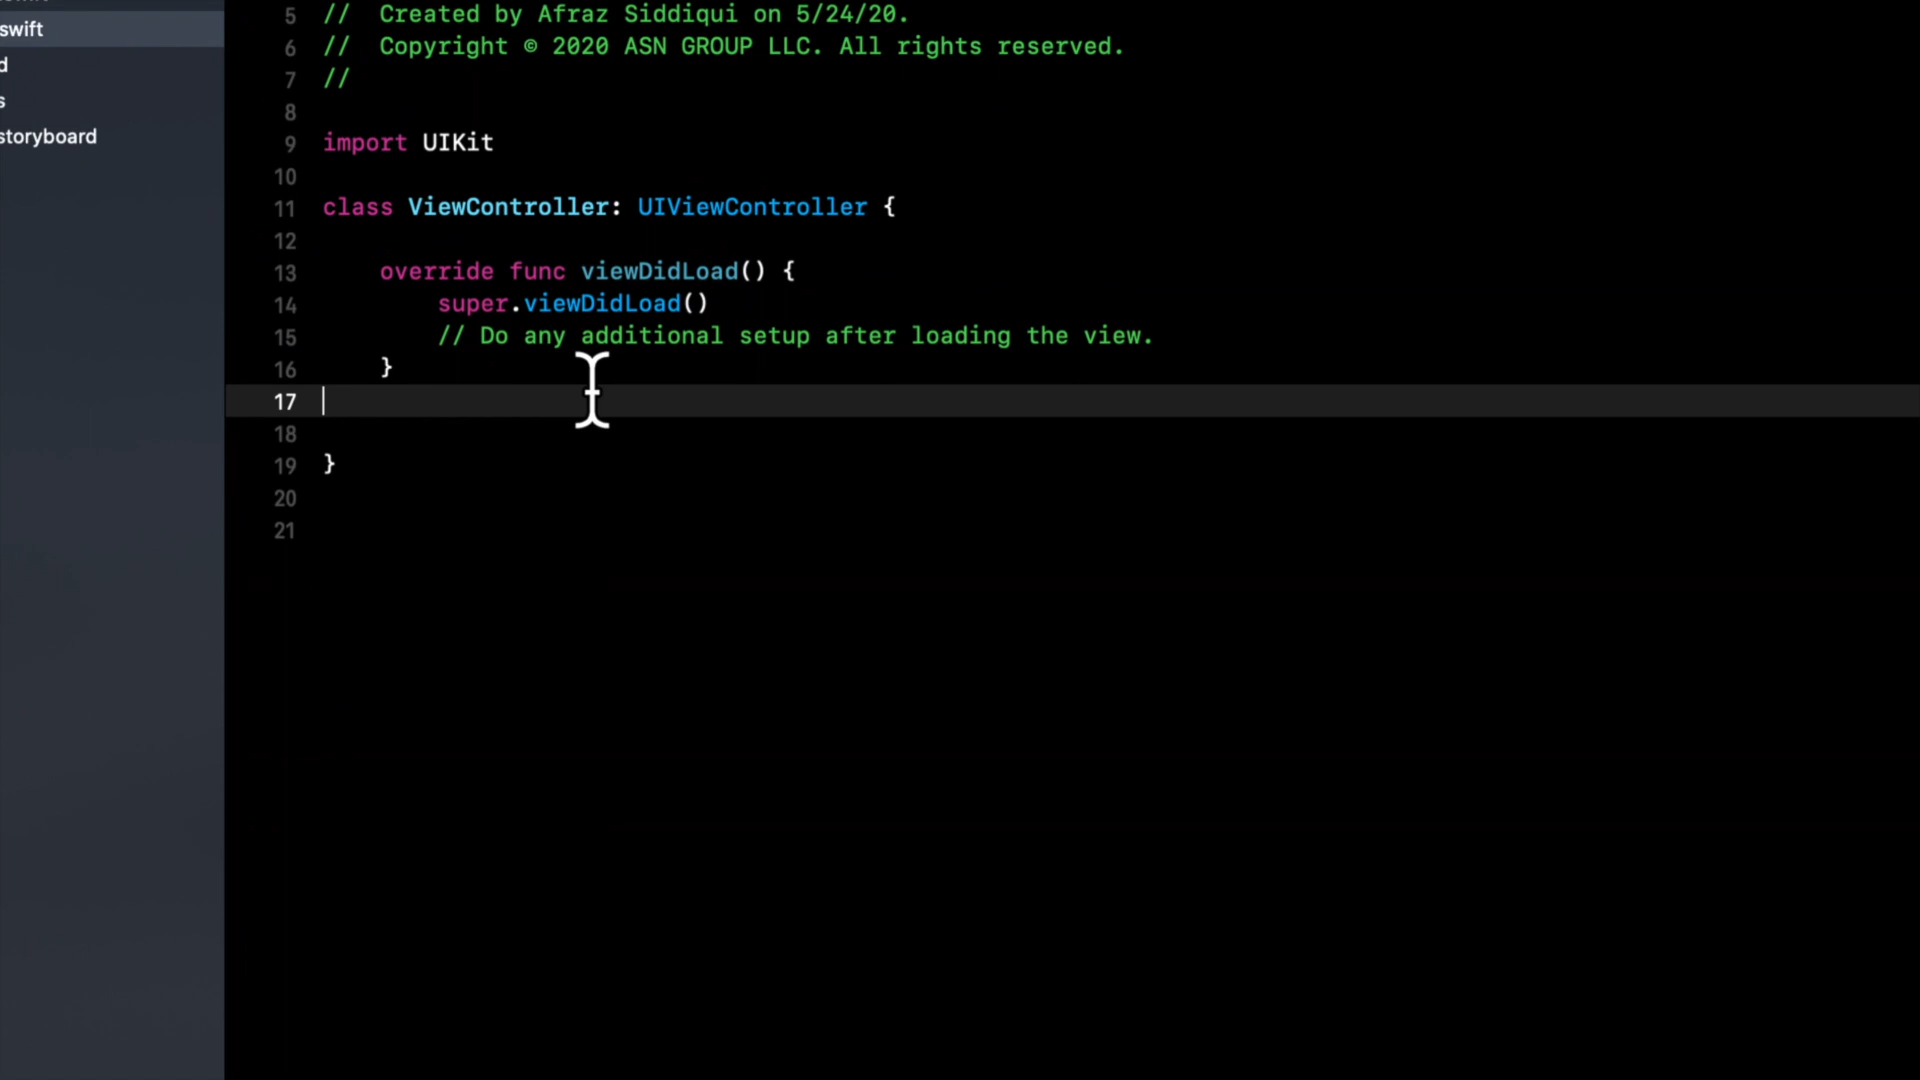 swift
d
s
storyboard
5 //  Created by Afraz Siddiqui on 5/24/20.
6 //  Copyright © 2020 ASN GROUP LLC. All rights reserved.
7 //
8
9 import UIKit
10
11 class ViewController: UIViewController {
12
13     override func viewDidLoad() {
14         super.viewDidLoad()
15         // Do any additional setup after loading the view.
16     }
17
18
19 }
20
21